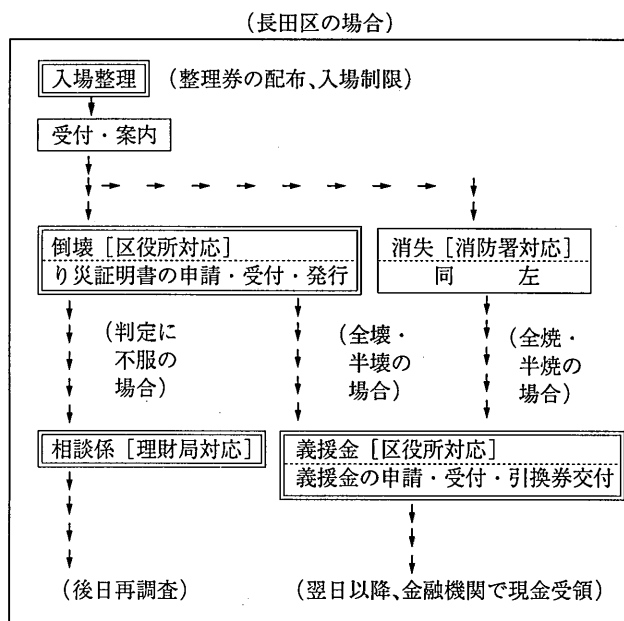 (長田区の場合)
入場整理 (整理券の配布、入場制限)
受付・案内
倒壊[区役所対応]
り災証明書の申請・受付・発行
消失[消防署対応]
同 左
(判定に
不服の
場合)
(全壊・
半壊の
場合)
(全焼・
半焼の
場合)
相談係[理財局対応]
義援金[区役所対応]
義援金の申請・受付・引換券交付
(後日再調査)
(翌日以降、金融機関で現金受領)